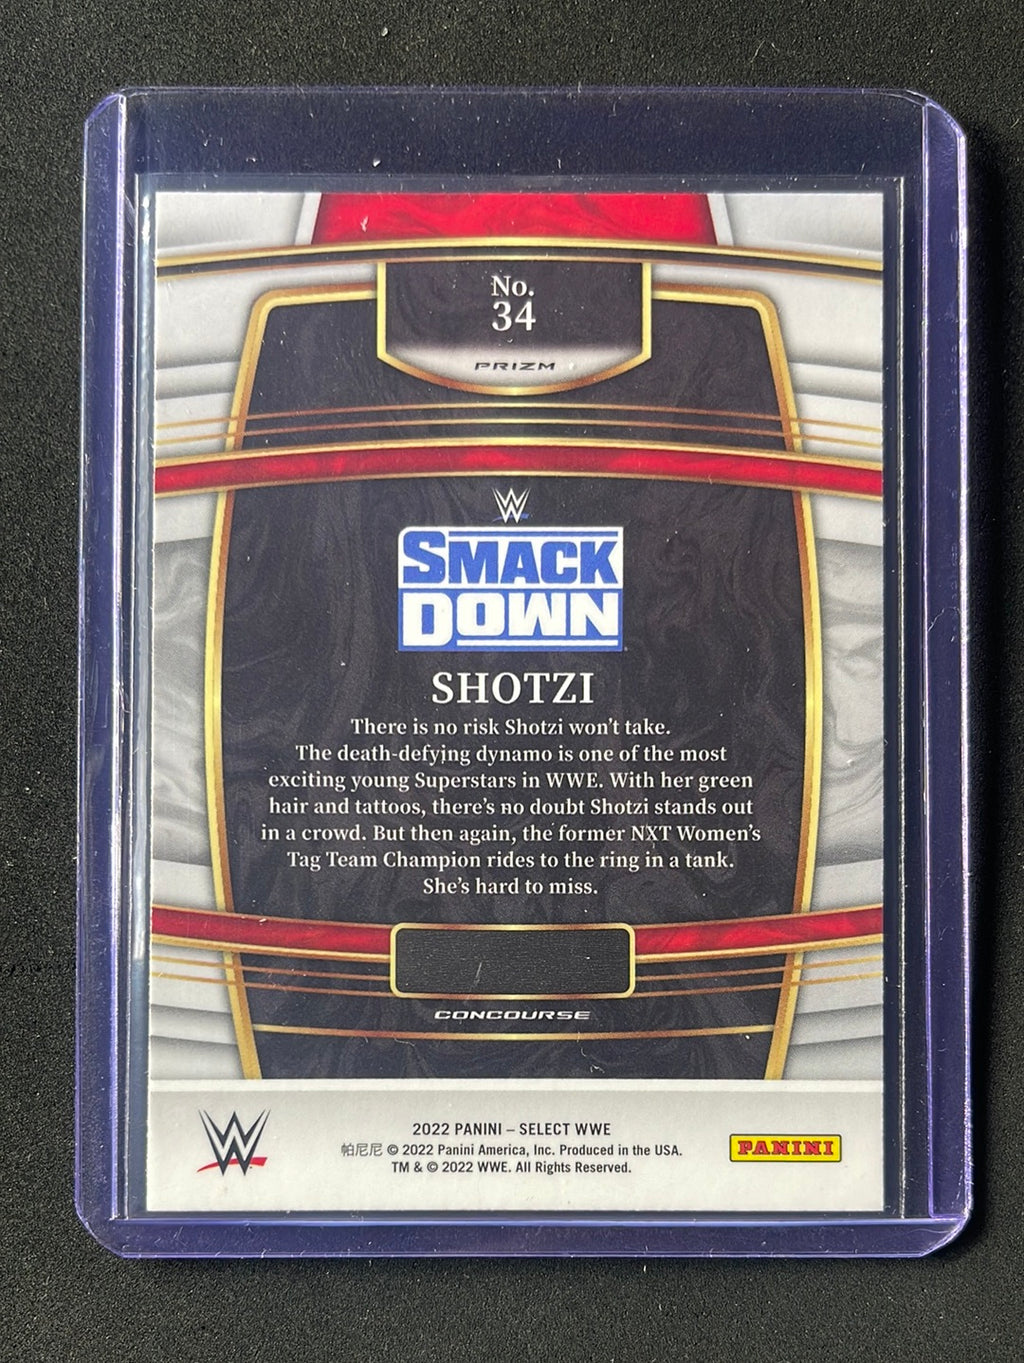 No.
34
PRIZM
W
SMACK
DOWN
SHOTZI
There is no risk Shotzi won't take.
The death-defying dynamo is one of the most
exciting young Superstars in WWE. With her green
hair and tattoos, there's no doubt Shotzi stands out
in a crowd. But then again, the former NXT Women's
Tag Team Champion rides to the ring in a tank.
She's hard to miss.
CONCOURSE
W
2022 PANINI – SELECT WWE
帕尼尼 © 2022 Panini America, Inc. Produced in the USA.
TM & © 2022 WWE. All Rights Reserved.
PANINI